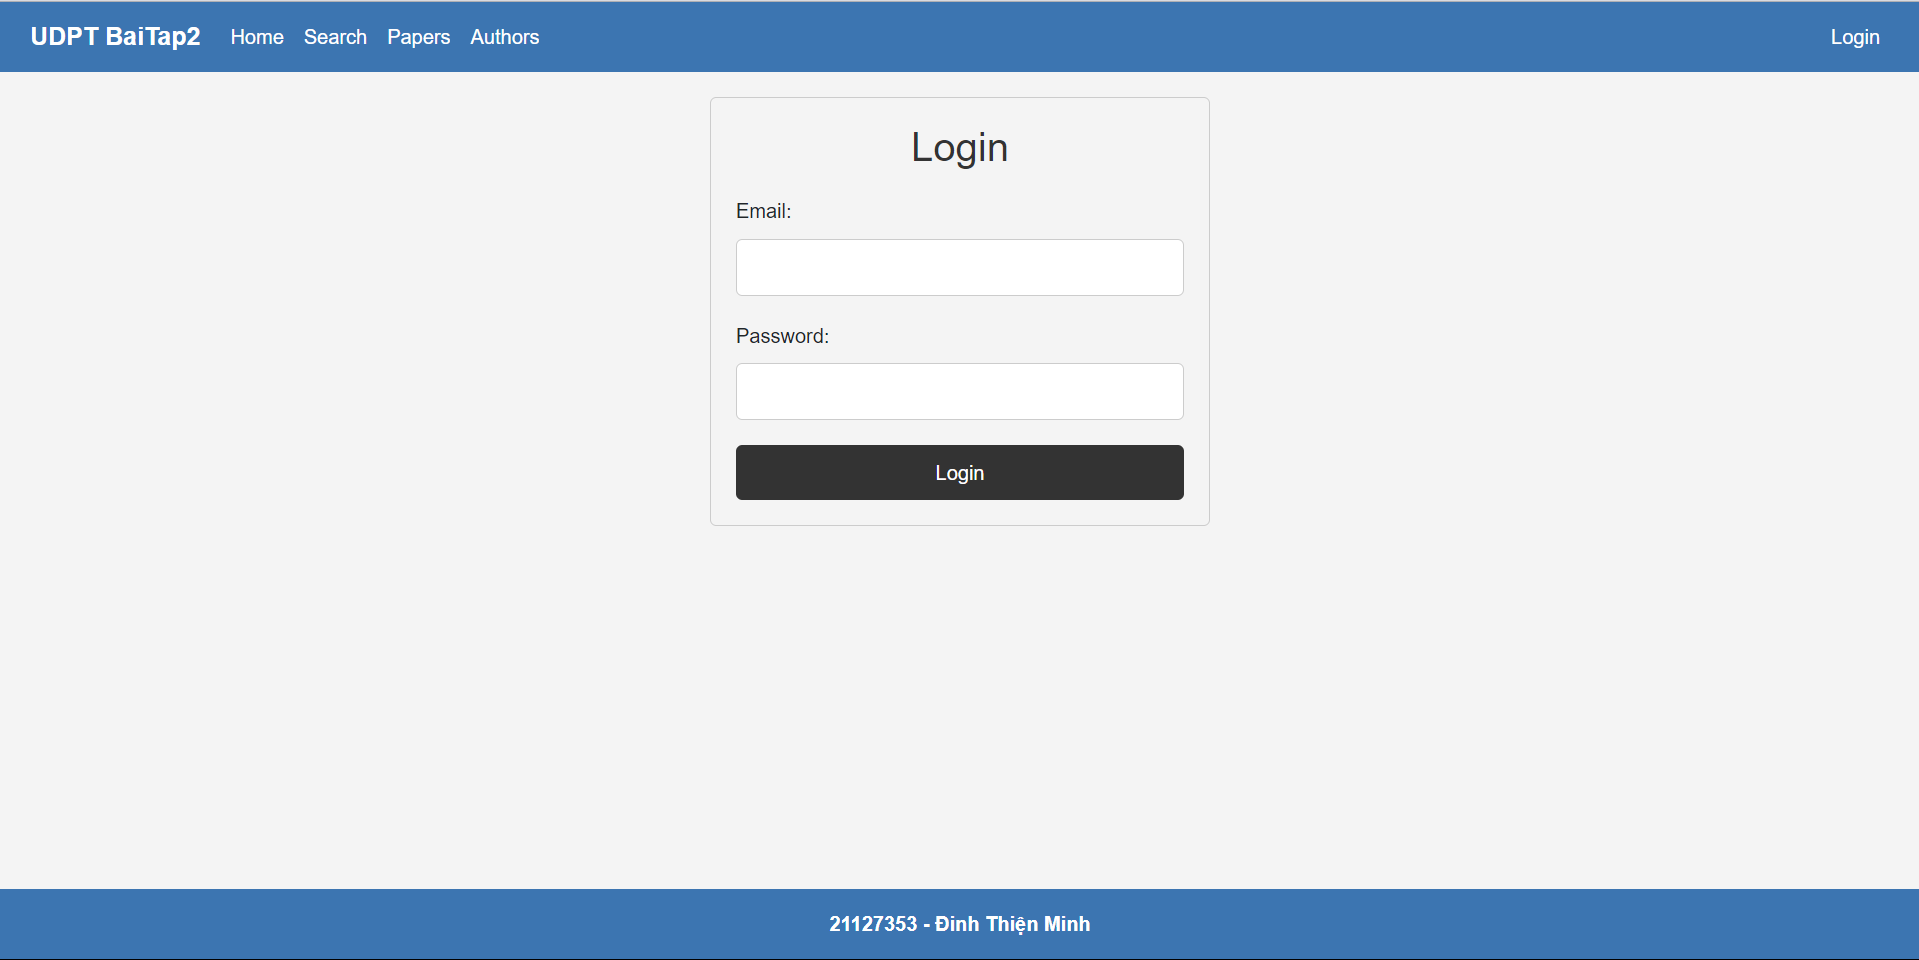 UDPT BaiTap2 Home Search Papers Authors Login
Login
Email:
Password:
Login
21127353 - Đinh Thiện Minh